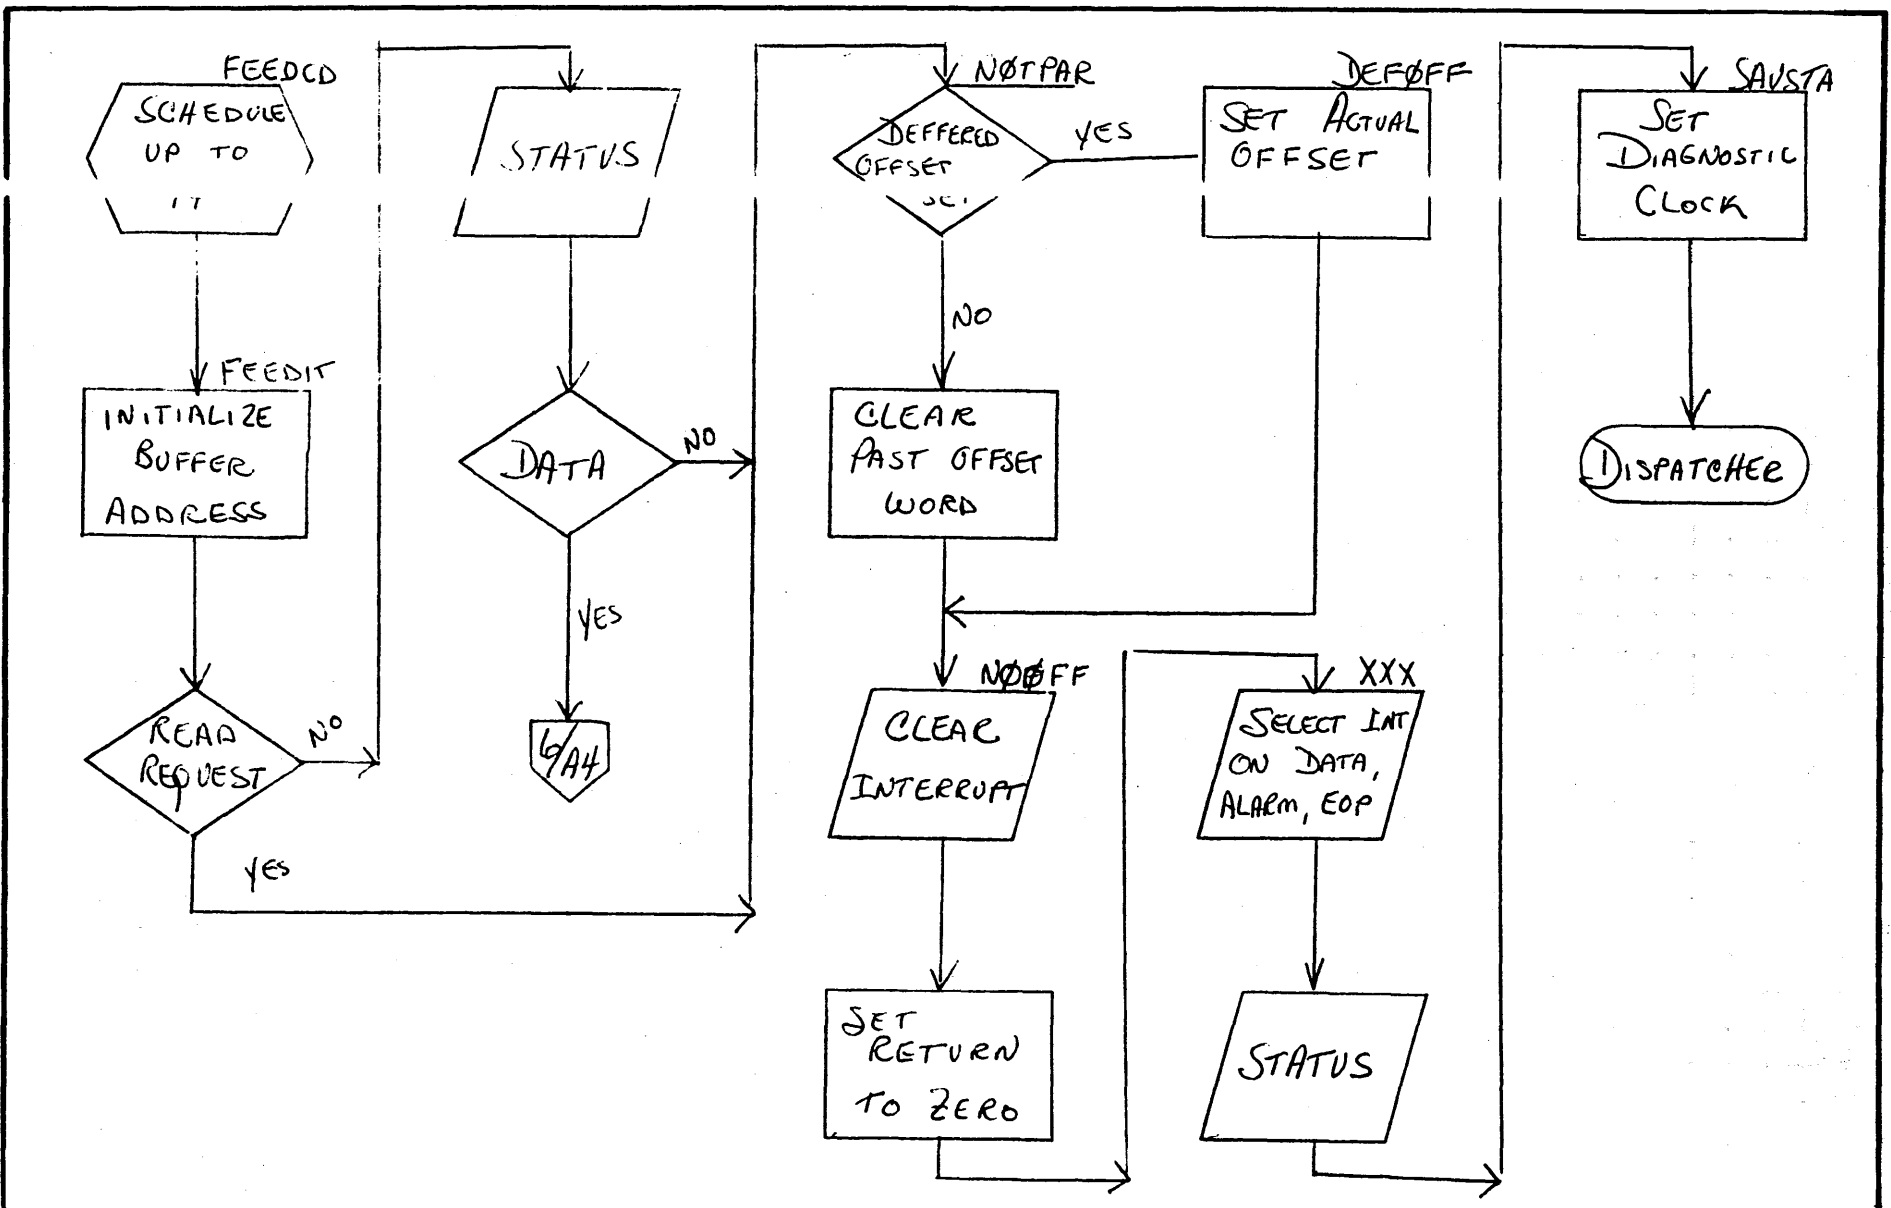 FEEDCD
SCHEDULE
UP TO
FEEDIT
INITIALIZE
BUFFER
ADDRESS
READ
REQUEST
NO
YES
STATUS
DATA
NO
YES
6/A4
NØTPAR
DEFFERED
OFFSET
SET
YES
NO
DEFØFF
SET ACTUAL
OFFSET
CLEAR
PAST OFFSET
WORD
NØØFF
CLEAR
INTERRUPT
SET
RETURN
TO ZERO
XXX
SELECT INT
ON DATA,
ALARM, EOP
STATUS
SAVSTA
SET
DIAGNOSTIC
CLOCK
DISPATCHER